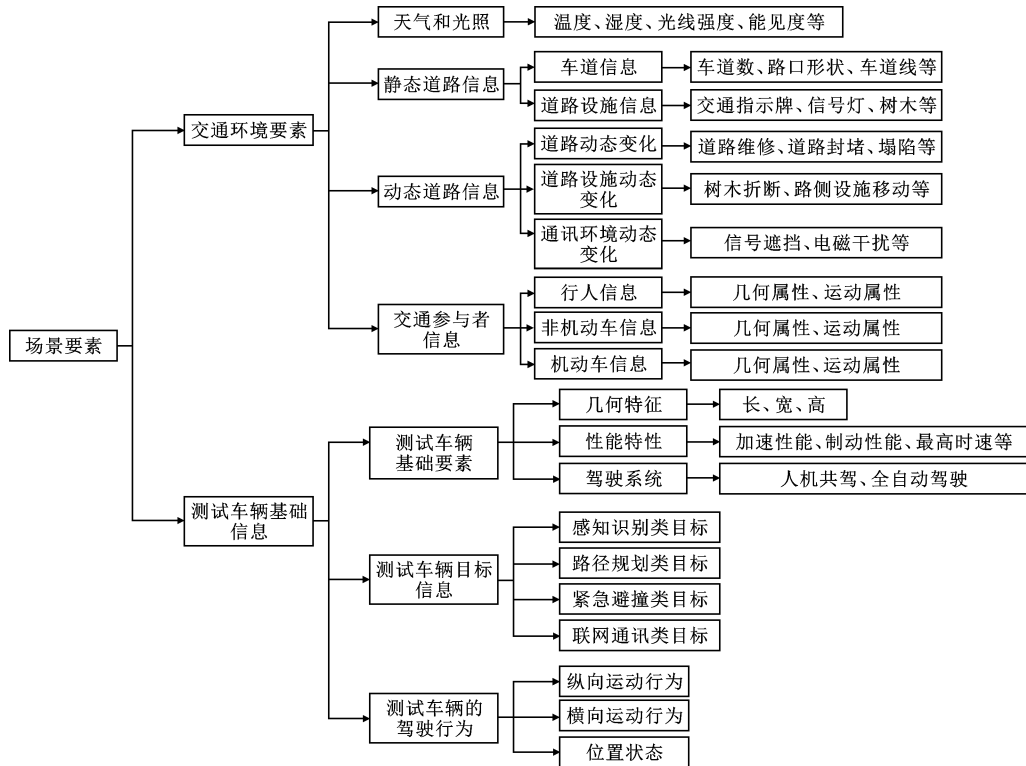 场景要素
交通环境要素
天气和光照
温度、湿度、光线强度、能见度等
静态道路信息
车道信息
车道数、路口形状、车道线等
道路设施信息
交通指示牌、信号灯、树木等
动态道路信息
道路动态变化
道路维修、道路封堵、塌陷等
道路设施动态
变化
树木折断、路侧设施移动等
通讯环境动态
变化
信号遮挡、电磁干扰等
交通参与者
信息
行人信息
几何属性、运动属性
非机动车信息
几何属性、运动属性
机动车信息
几何属性、运动属性
测试车辆基础
信息
测试车辆
基础要素
几何特征
长、宽、高
性能特性
加速性能、制动性能、最高时速等
驾驶系统
人机共驾、全自动驾驶
测试车辆目标
信息
感知识别类目标
路径规划类目标
紧急避撞类目标
联网通讯类目标
测试车辆的
驾驶行为
纵向运动行为
横向运动行为
位置状态